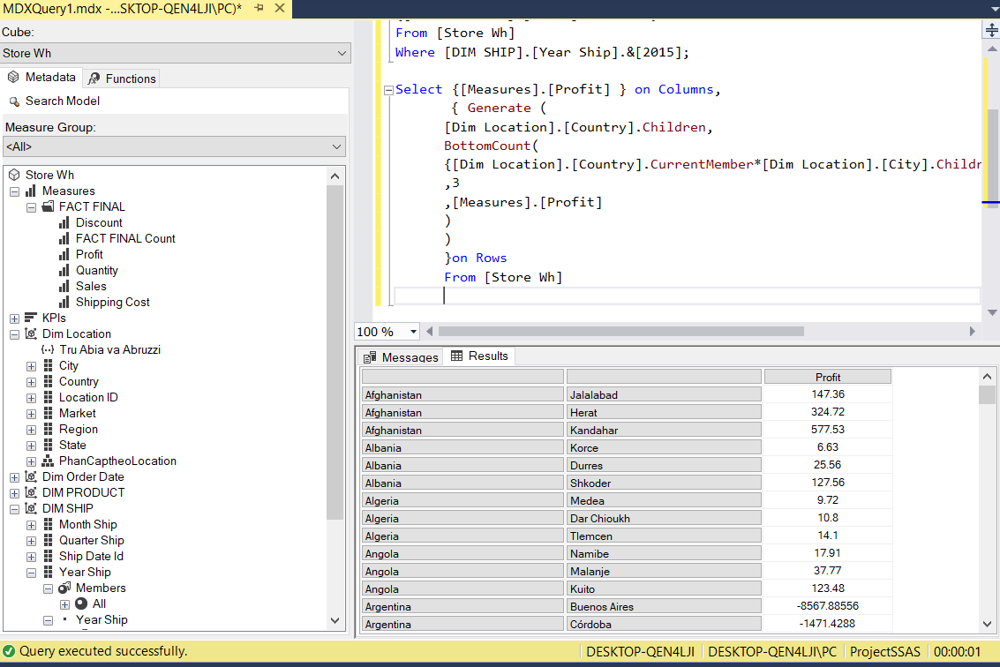 MDXQuery1.mdx -...SKTOP-QEN4LJI\PC)*
Cube:
Store Wh
Metadata
Functions
Search Model
Measure Group:
<All>
Store Wh
Measures
FACT FINAL
Discount
FACT FINAL Count
Profit
Quantity
Sales
Shipping Cost
KPIs
Dim Location
Tru Abia va Abruzzi
City
Country
Location ID
Market
Region
State
PhanCaptheoLocation
Dim Order Date
DIM PRODUCT
DIM SHIP
Month Ship
Quarter Ship
Ship Date Id
Year Ship
Members
All
Year Ship
From [Store Wh]
Where [DIM SHIP].[Year Ship].&[2015];
Select {[Measures].[Profit] } on Columns,
{ Generate (
[Dim Location].[Country].Children,
BottomCount(
{[Dim Location].[Country].CurrentMember*[Dim Location].[City].Childr
,3
,[Measures].[Profit]
)
)
}on Rows
From [Store Wh]
100 %
Messages
Results
Profit
Afghanistan Jalalabad 147.36
Afghanistan Herat 324.72
Afghanistan Kandahar 577.53
Albania Korce 6.63
Albania Durres 25.56
Albania Shkoder 127.56
Algeria Medea 9.72
Algeria Dar Chioukh 10.8
Algeria Tlemcen 14.1
Angola Namibe 17.91
Angola Malanje 37.77
Angola Kuito 123.48
Argentina Buenos Aires -8567.88556
Argentina Córdoba -1471.4288
Query executed successfully.
DESKTOP-QEN4LJI
DESKTOP-QEN4LJI\PC
ProjectSSAS
00:00:01